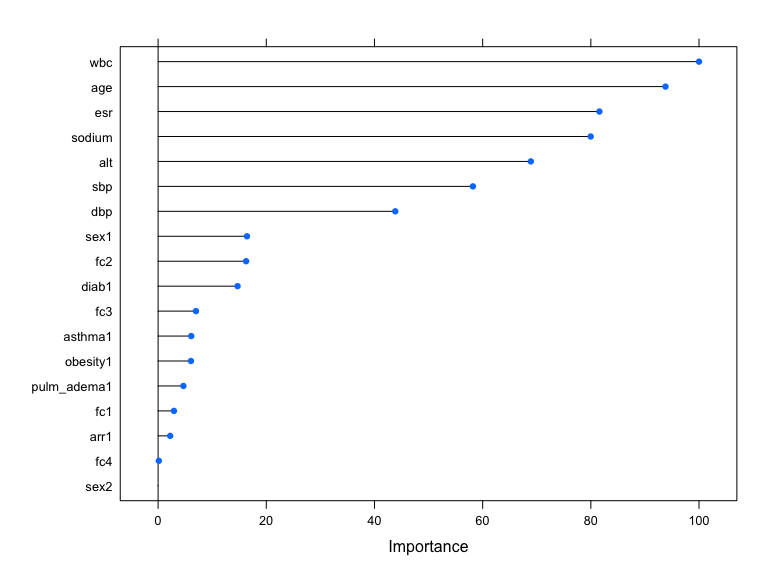 wbc
age
esr
sodium
alt
sbp
dbp
sex1
fc2
diab1
fc3
asthma1
obesity1
pulm_adema1
fc1
arr1
fc4
sex2
0 20 40 60 80 100
Importance